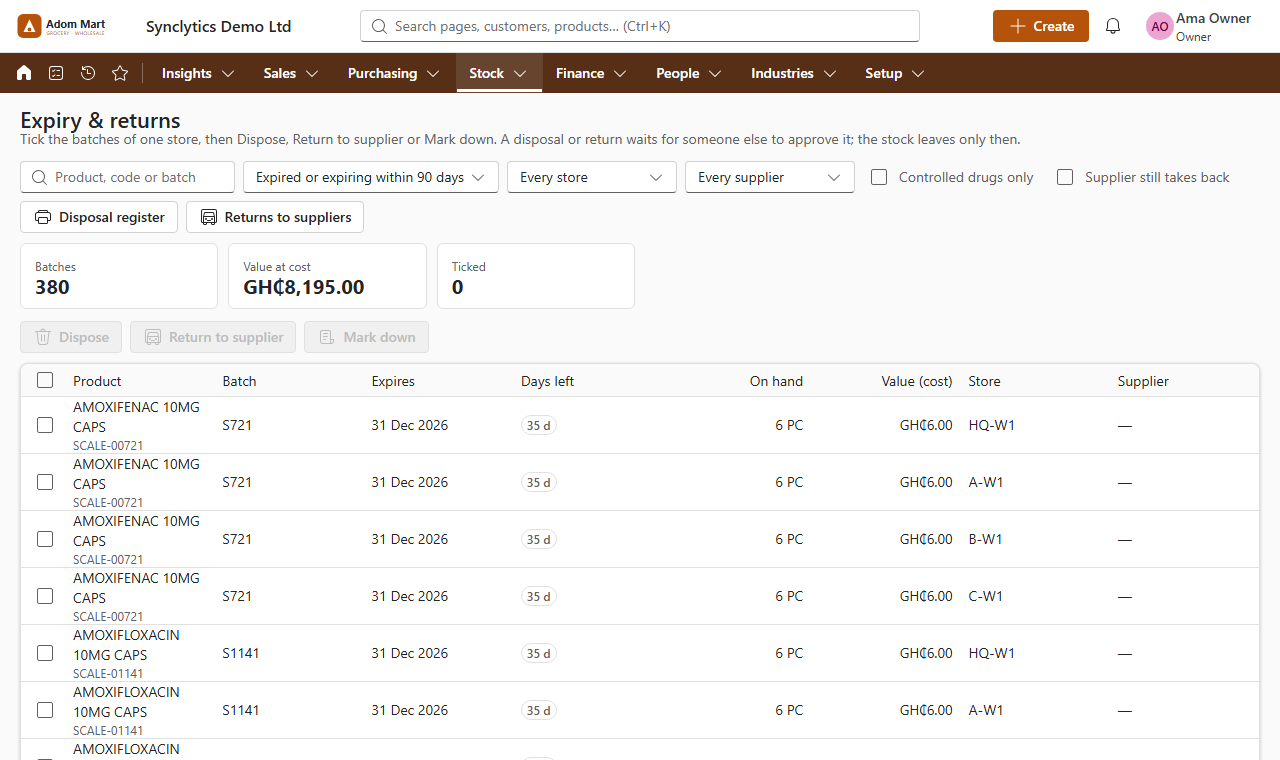 Adom Mart
GROCERY · WHOLESALE
Synclytics Demo Ltd
Search pages, customers, products… (Ctrl+K)
Create
AO
Ama Owner
Owner
Insights
Sales
Purchasing
Stock
Finance
People
Industries
Setup
Expiry & returns
Tick the batches of one store, then Dispose, Return to supplier or Mark down. A disposal or return waits for someone else to approve it; the stock leaves only then.
Product, code or batch
Expired or expiring within 90 days
Every store
Every supplier
Controlled drugs only
Supplier still takes back
Disposal register
Returns to suppliers
Batches
380
Value at cost
GH₵8,195.00
Ticked
0
Dispose
Return to supplier
Mark down
Product Batch Expires Days left On hand Value (cost) Store Supplier
AMOXIFENAC 10MG
CAPS
SCALE-00721
S721 31 Dec 2026 35 d 6 PC GH₵6.00 HQ-W1 —
AMOXIFENAC 10MG
CAPS
SCALE-00721
S721 31 Dec 2026 35 d 6 PC GH₵6.00 A-W1 —
AMOXIFENAC 10MG
CAPS
SCALE-00721
S721 31 Dec 2026 35 d 6 PC GH₵6.00 B-W1 —
AMOXIFENAC 10MG
CAPS
SCALE-00721
S721 31 Dec 2026 35 d 6 PC GH₵6.00 C-W1 —
AMOXIFLOXACIN
10MG CAPS
SCALE-01141
S1141 31 Dec 2026 35 d 6 PC GH₵6.00 HQ-W1 —
AMOXIFLOXACIN
10MG CAPS
SCALE-01141
S1141 31 Dec 2026 35 d 6 PC GH₵6.00 A-W1 —
AMOXIFLOXACIN